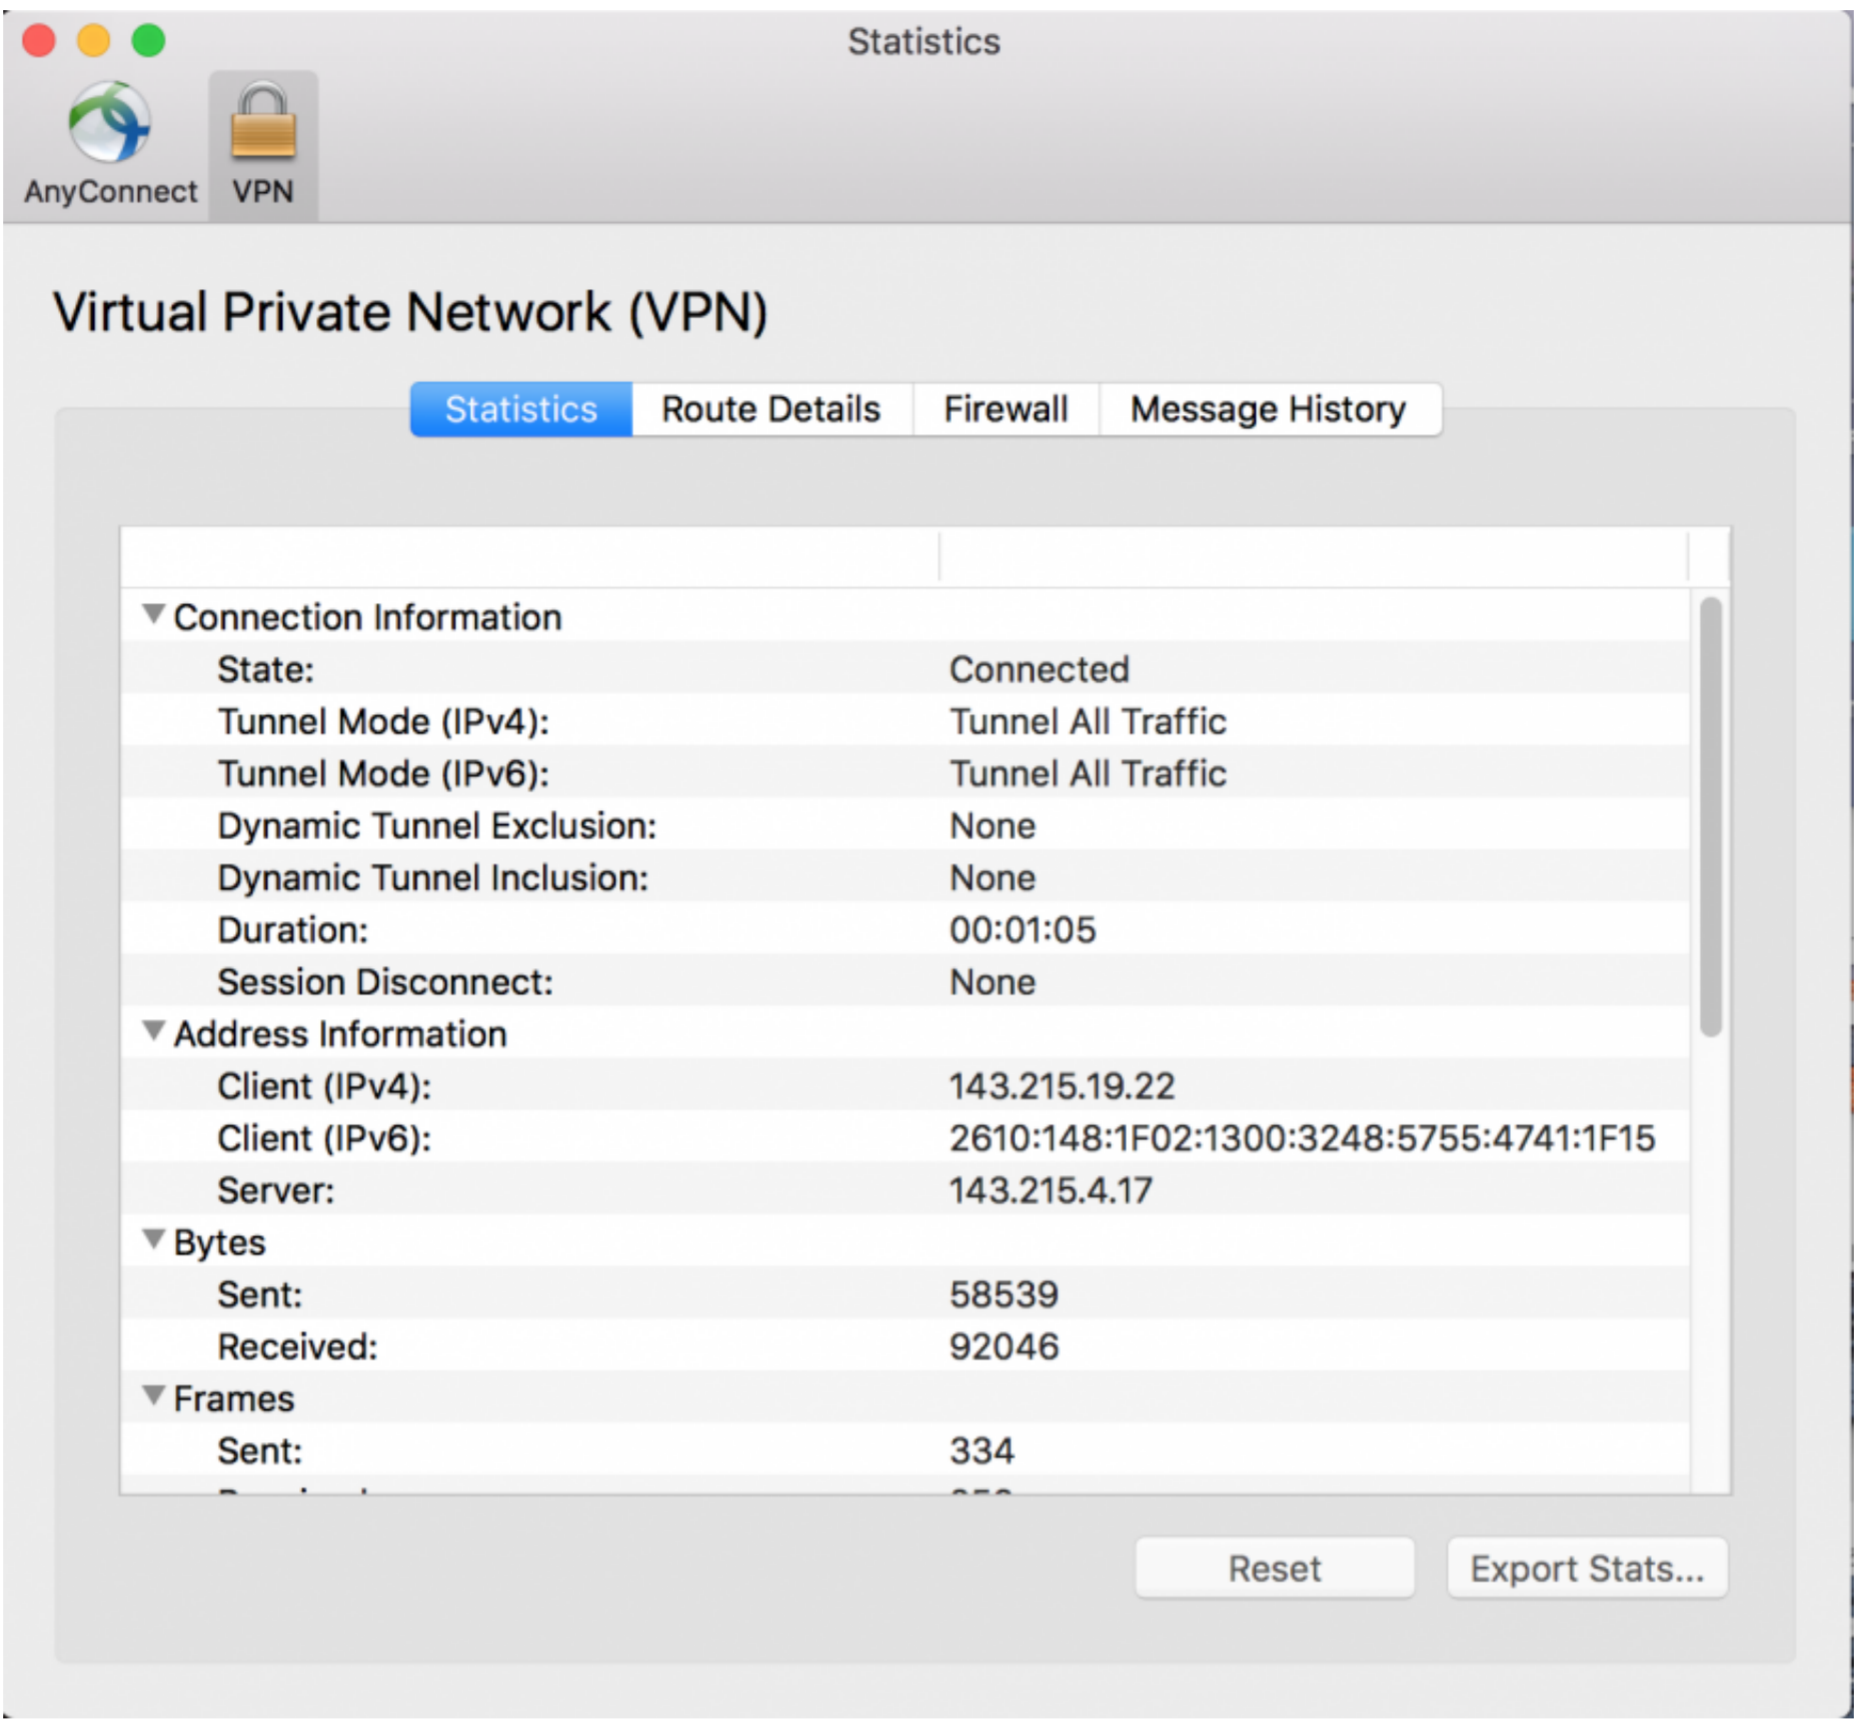 Statistics
AnyConnect VPN
Virtual Private Network (VPN)
Statistics Route Details Firewall Message History
Connection Information
State: Connected
Tunnel Mode (IPv4): Tunnel All Traffic
Tunnel Mode (IPv6): Tunnel All Traffic
Dynamic Tunnel Exclusion: None
Dynamic Tunnel Inclusion: None
Duration: 00:01:05
Session Disconnect: None
Address Information
Client (IPv4): 143.215.19.22
Client (IPv6): 2610:148:1F02:1300:3248:5755:4741:1F15
Server: 143.215.4.17
Bytes
Sent: 58539
Received: 92046
Frames
Sent: 334
Reset Export Stats...